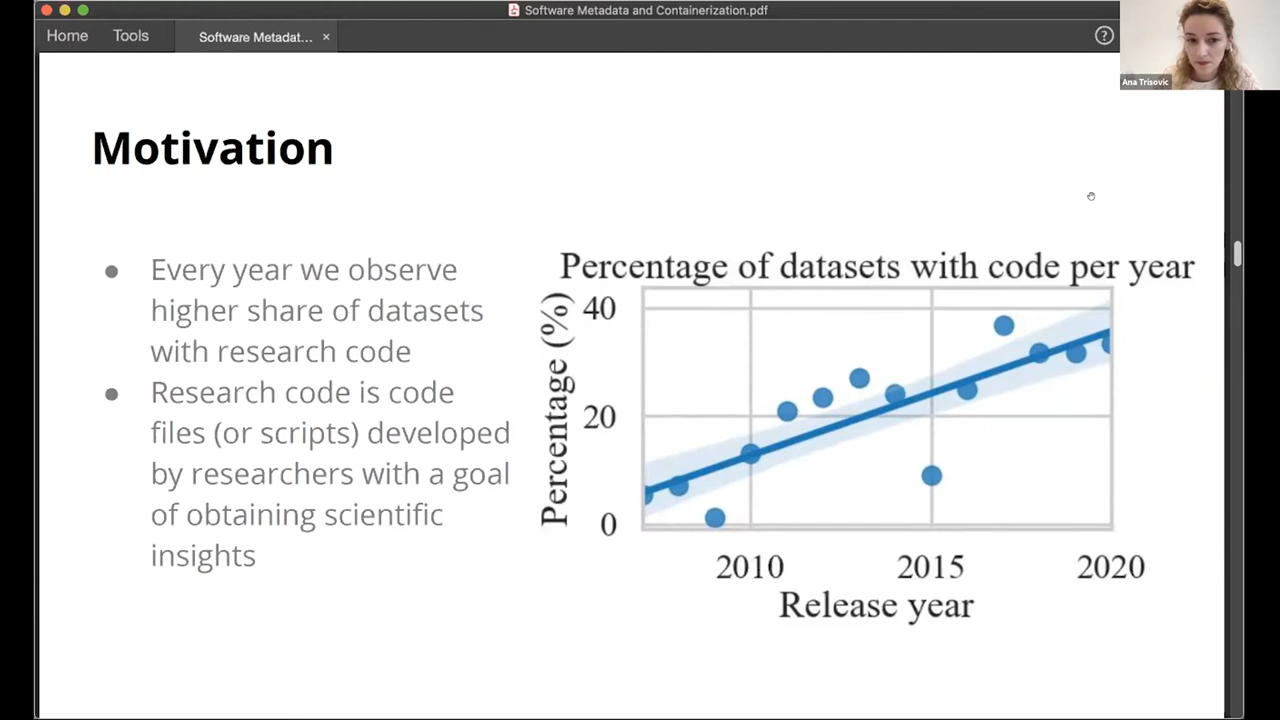 Software Metadata and Containerization.pdf
Home
Tools
Software Metadat... ×
?
Ana Trisovic
Motivation
● Every year we observe
higher share of datasets
with research code
● Research code is code
files (or scripts) developed
by researchers with a goal
of obtaining scientific
insights
Percentage of datasets with code per year
Percentage (%)
40
20
0
2010
2015
2020
Release year